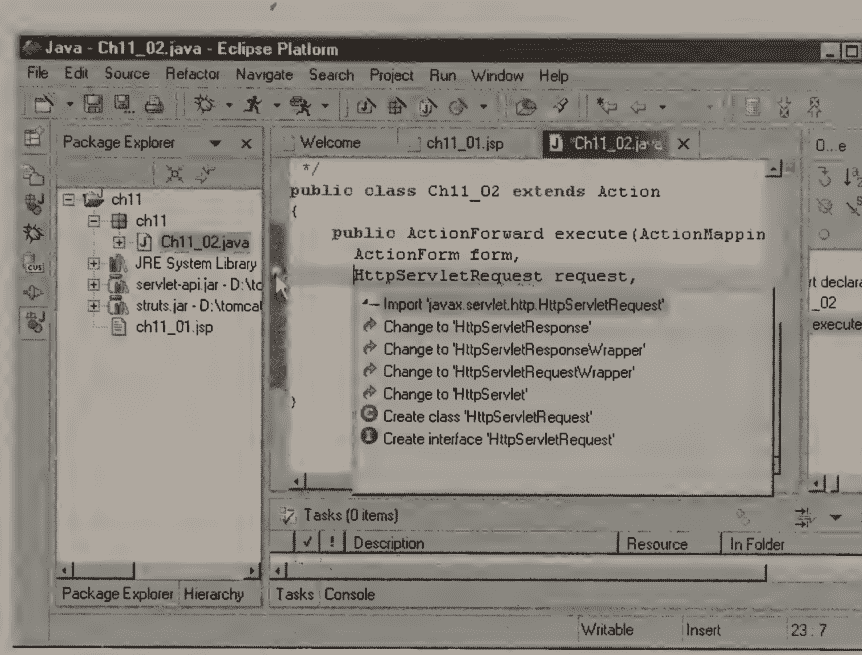 Java - Ch11_02.java - Eclipse Platform
File Edit Source Refactor Navigate Search Project Run Window Help
Package Explorer
Welcome
ch11_01.jsp
*Ch11_02.java
O...e
ch11
ch11
Ch11_02.java
JRE System Library
servlet-api.jar - D:\to
struts.jar - D:\tomcat
ch11_01.jsp
*/
public class Ch11_02 extends Action
{
public ActionForward execute(ActionMappin
ActionForm form,
HttpServletRequest request,
Import 'javax.servlet.http.HttpServletRequest'
Change to 'HttpServletResponse'
Change to 'HttpServletResponseWrapper'
Change to 'HttpServletRequestWrapper'
Change to 'HttpServlet'
Create class 'HttpServletRequest'
Create interface 'HttpServletRequest'
}
rt declara
_02
execute
Tasks (0 items)
✓ ! Description Resource In Folder
Package Explorer Hierarchy
Tasks Console
Writable Insert 23 : 7